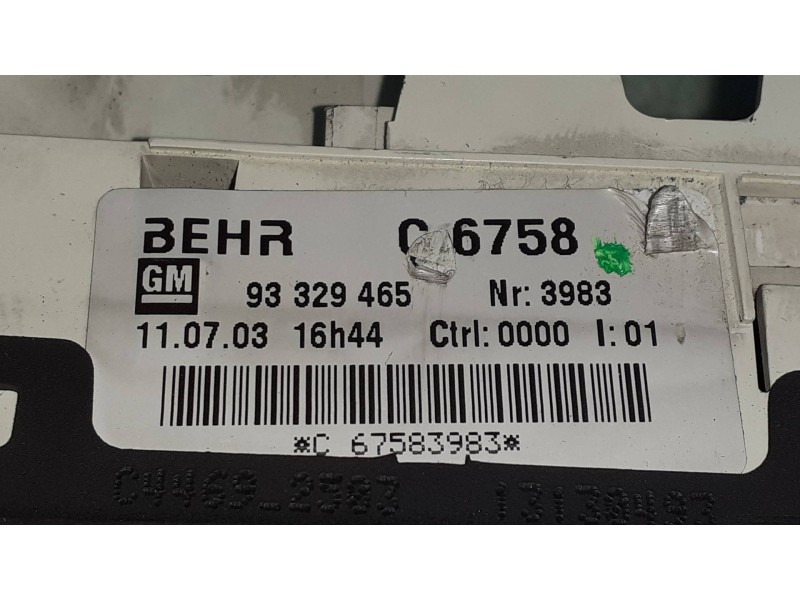 BEHR C 6758
GM 93 329 465 Nr: 3983
11.07.03 16h44 Ctrl: 0000 I: 01
*C 67583983*